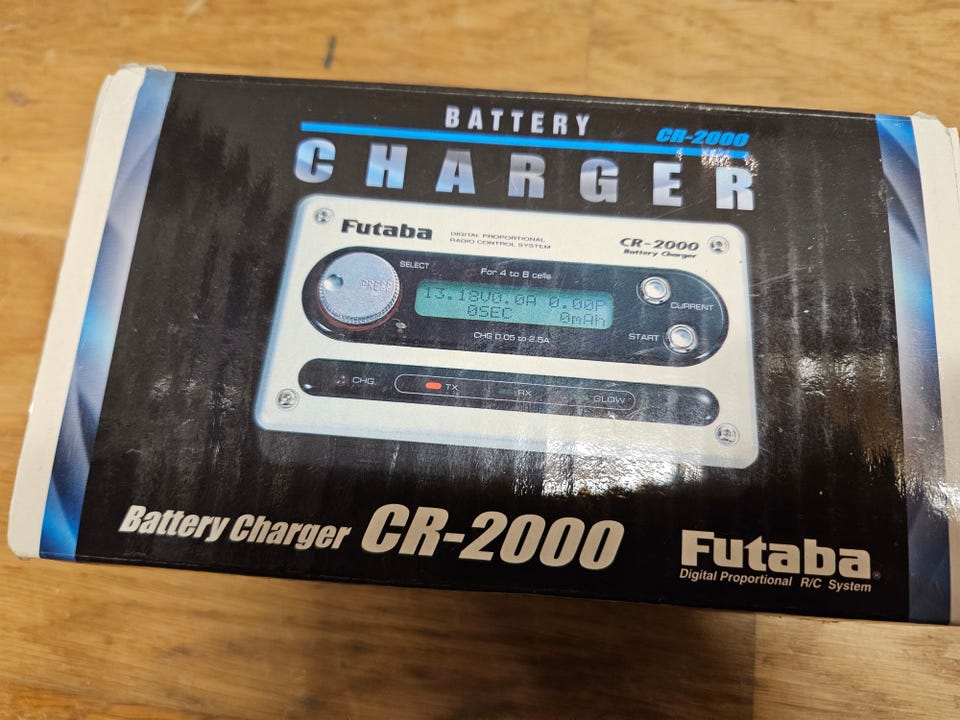 BATTERY
CR-2000
CHARGER
Futaba
DIGITAL PROPORTIONAL
RADIO CONTROL SYSTEM
CR-2000
Battery Charger
SELECT
For 4 to 8 cells
PRESS
13.18V0.0A 0.00P
0SEC 0mAh
CURRENT
START
CHG 0.05 to 2.5A
CHG
TX
RX
GLOW
Battery Charger CR-2000
Futaba®
Digital Proportional R/C System